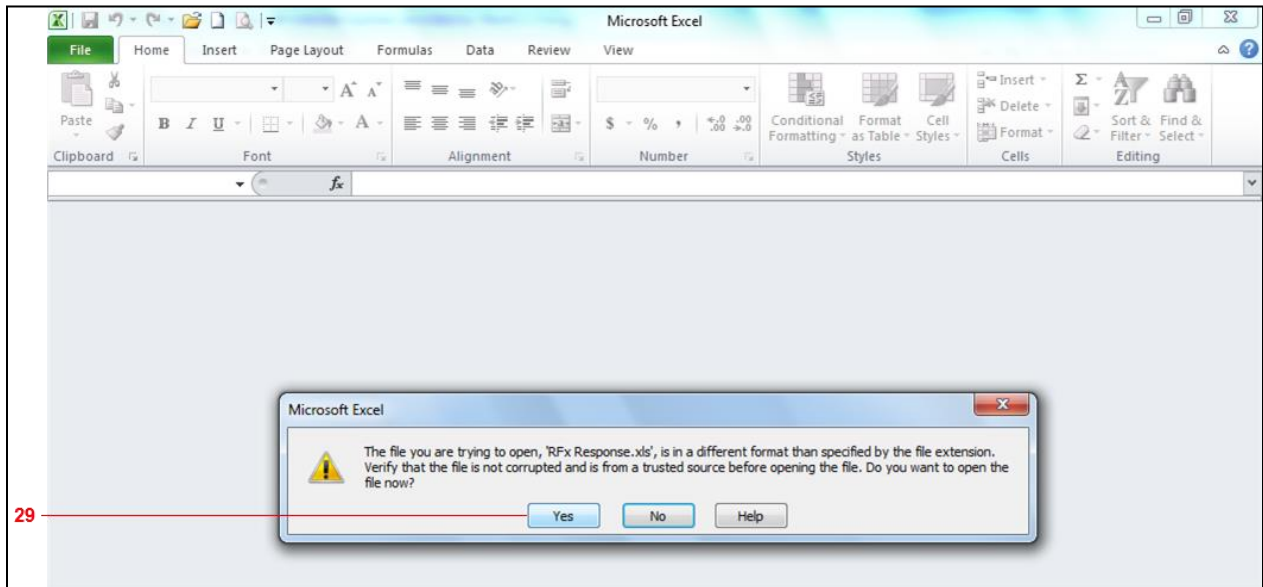 Microsoft Excel
File Home Insert Page Layout Formulas Data Review View
Paste
B I U A A A
$ % , .00 .00
Conditional Formatting Format as Table Cell Styles
Insert
Delete
Format
Σ
Sort & Filter Find & Select
Clipboard Font Alignment Number Styles Cells Editing
fx
Microsoft Excel
The file you are trying to open, 'RFx Response.xls', is in a different format than specified by the file extension.
Verify that the file is not corrupted and is from a trusted source before opening the file. Do you want to open the
file now?
29
Yes No Help